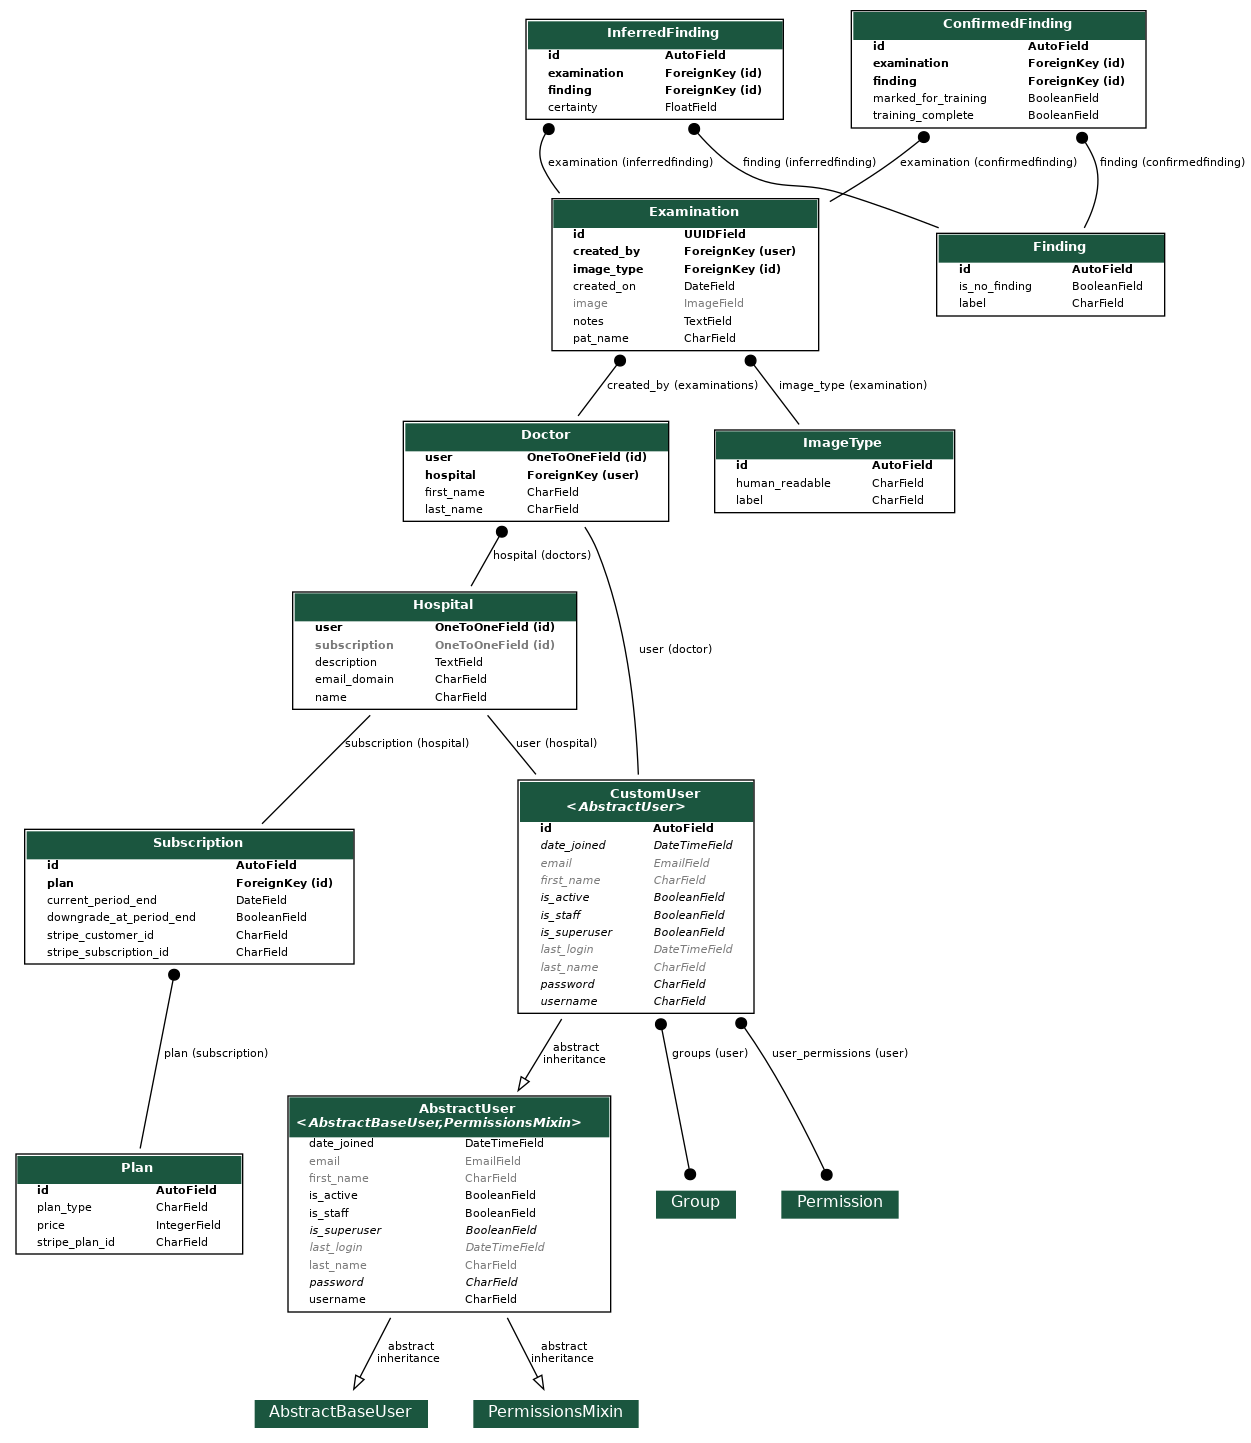 InferredFinding
id AutoField
examination ForeignKey (id)
finding ForeignKey (id)
certainty FloatField
ConfirmedFinding
id AutoField
examination ForeignKey (id)
finding ForeignKey (id)
marked_for_training BooleanField
training_complete BooleanField
examination (inferredfinding)
finding (inferredfinding)
examination (confirmedfinding)
finding (confirmedfinding)
Examination
id UUIDField
created_by ForeignKey (user)
image_type ForeignKey (id)
created_on DateField
image ImageField
notes TextField
pat_name CharField
Finding
id AutoField
is_no_finding BooleanField
label CharField
created_by (examinations)
image_type (examination)
Doctor
user OneToOneField (id)
hospital ForeignKey (user)
first_name CharField
last_name CharField
ImageType
id AutoField
human_readable CharField
label CharField
hospital (doctors)
Hospital
user OneToOneField (id)
subscription OneToOneField (id)
description TextField
email_domain CharField
name CharField
user (doctor)
subscription (hospital)
user (hospital)
CustomUser
<AbstractUser>
id AutoField
date_joined DateTimeField
email EmailField
first_name CharField
is_active BooleanField
is_staff BooleanField
is_superuser BooleanField
last_login DateTimeField
last_name CharField
password CharField
username CharField
Subscription
id AutoField
plan ForeignKey (id)
current_period_end DateField
downgrade_at_period_end BooleanField
stripe_customer_id CharField
stripe_subscription_id CharField
plan (subscription)
abstract
inheritance
groups (user)
user_permissions (user)
AbstractUser
<AbstractBaseUser,PermissionsMixin>
date_joined DateTimeField
email EmailField
first_name CharField
is_active BooleanField
is_staff BooleanField
is_superuser BooleanField
last_login DateTimeField
last_name CharField
password CharField
username CharField
Plan
id AutoField
plan_type CharField
price IntegerField
stripe_plan_id CharField
Group
Permission
abstract
inheritance
abstract
inheritance
AbstractBaseUser
PermissionsMixin